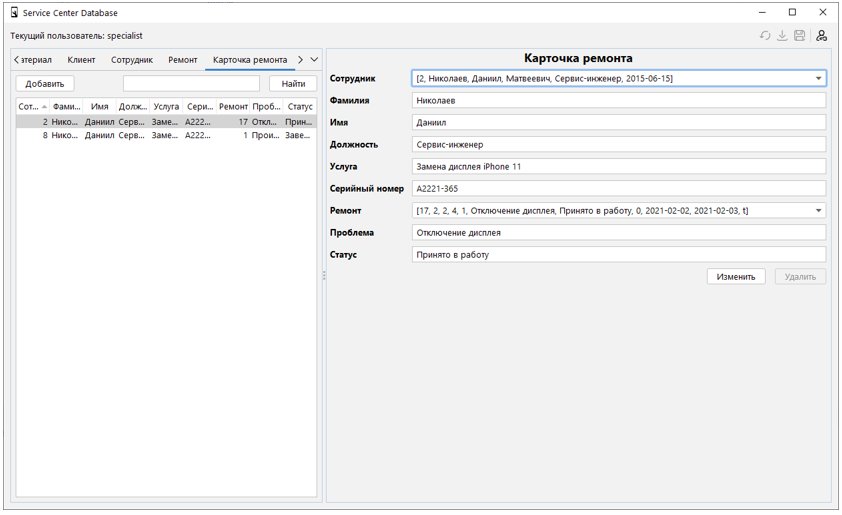 Service Center Database
Текущий пользователь: specialist
зтериал Клиент Сотрудник Ремонт Карточка ремонта
Добавить Найти
Сот... Фами... Имя Долж... Услуга Сери... Ремонт Проб... Статус
2 Нико... Даниил Серв... Заме... A222... 17 Откл... Прин...
8 Нико... Даниил Серв... Заме... A222... 1 Прои... Заве...
Карточка ремонта
Сотрудник [2, Николаев, Даниил, Матвеевич, Сервис-инженер, 2015-06-15]
Фамилия Николаев
Имя Даниил
Должность Сервис-инженер
Услуга Замена дисплея iPhone 11
Серийный номер A2221-365
Ремонт [17, 2, 2, 4, 1, Отключение дисплея, Принято в работу, 0, 2021-02-02, 2021-02-03, t]
Проблема Отключение дисплея
Статус Принято в работу
Изменить Удалить